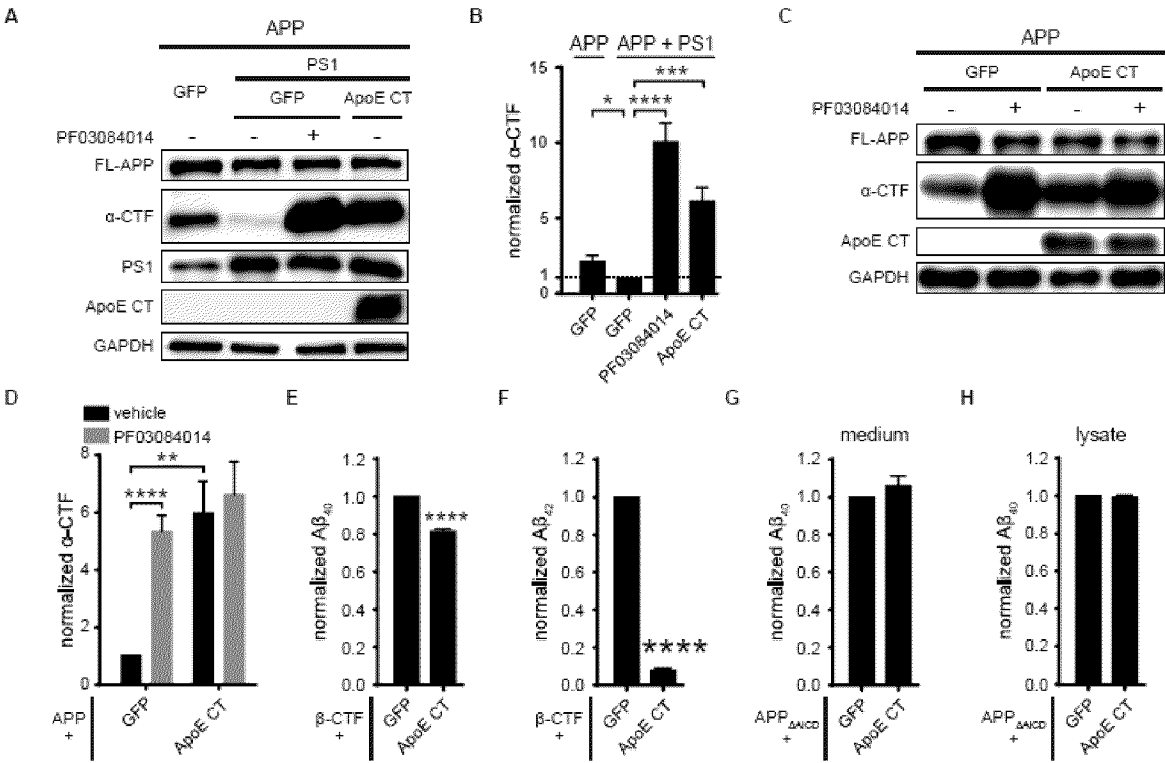 A
APP
PS1
GFP GFP ApoE CT
PF03084014 - - + -
FL-APP
α-CTF
PS1
ApoE CT
GAPDH
B
APP APP + PS1
***
* ****
normalized α-CTF
15
10
5
1
0
GFP GFP PF03084014 ApoE CT
C
APP
GFP ApoE CT
PF03084014 - + - +
FL-APP
α-CTF
ApoE CT
GAPDH
D
vehicle
PF03084014
normalized α-CTF
8
6
4
2
0
**
****
APP
+
GFP ApoE CT
E
normalized Aβ40
1.2
1.0
0.8
0.6
0.4
0.2
0.0
****
β-CTF
+
GFP ApoE CT
F
normalized Aβ42
1.2
1.0
0.8
0.6
0.4
0.2
0.0
****
β-CTF
+
GFP ApoE CT
G
medium
normalized Aβ40
1.2
1.0
0.8
0.6
0.4
0.2
0.0
APPΔAICD
+
GFP ApoE CT
H
lysate
normalized Aβ40
1.2
1.0
0.8
0.6
0.4
0.2
0.0
APPΔAICD
+
GFP ApoE CT